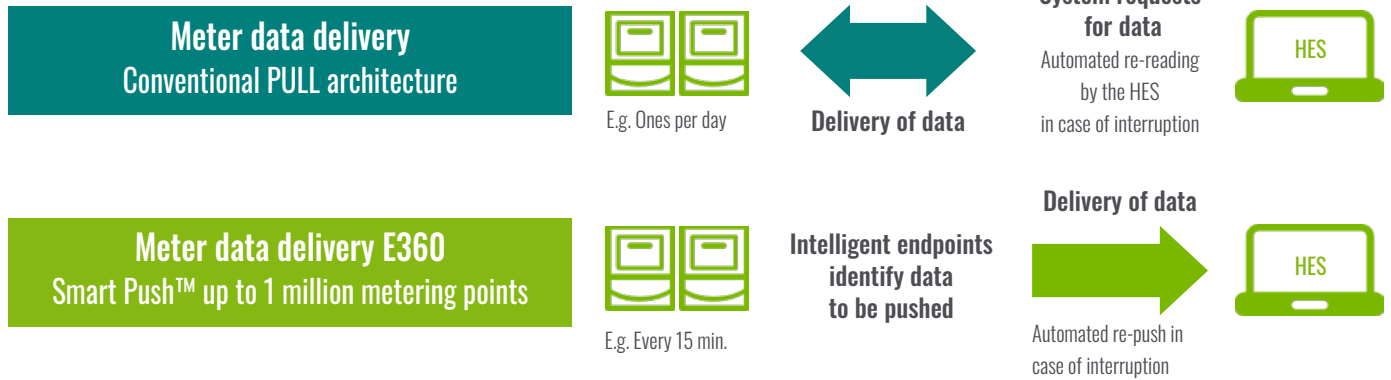 Meter data delivery
Conventional PULL architecture
E.g. Ones per day
Delivery of data
System requests
for data
Automated re-reading
by the HES
in case of interruption
HES
Meter data delivery E360
Smart Push™ up to 1 million metering points
E.g. Every 15 min.
Intelligent endpoints
identify data
to be pushed
Delivery of data
Automated re-push in
case of interruption
HES